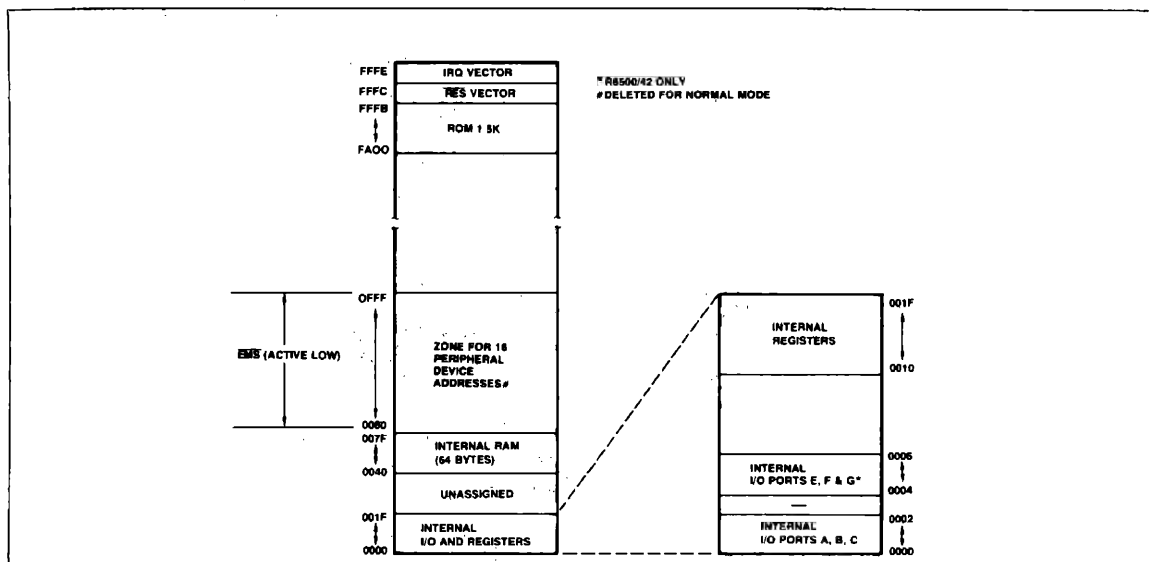 FFFE
IRQ VECTOR
FFFC
RES VECTOR
FFFB
ROM 1 5K
FA00
* R6500/42 ONLY
# DELETED FOR NORMAL MODE
0FFF
EMS (ACTIVE LOW)
ZONE FOR 16
PERIPHERAL
DEVICE
ADDRESSES#
0080
007F
INTERNAL RAM
(64 BYTES)
0040
UNASSIGNED
001F
INTERNAL
I/O AND REGISTERS
0000
001F
INTERNAL
REGISTERS
0010
INTERNAL
I/O PORTS E, F & G*
0004
—
0002
INTERNAL
I/O PORTS A, B, C
0000